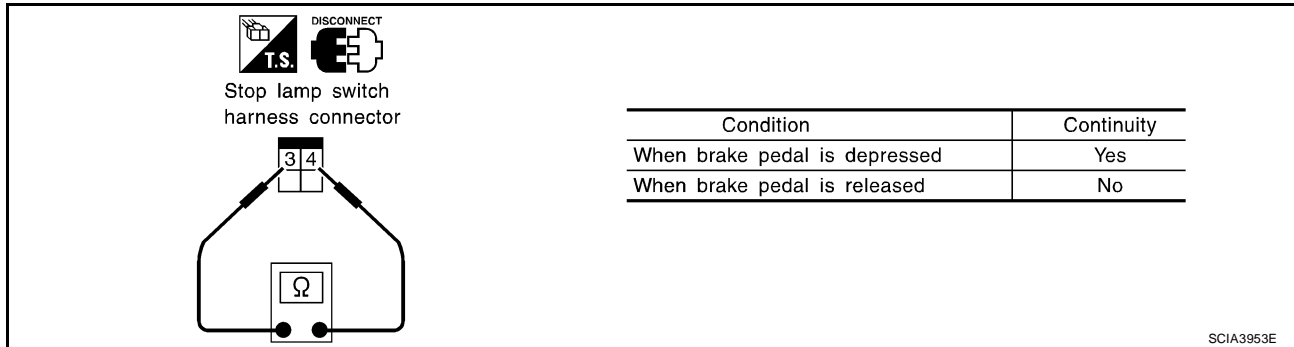 DISCONNECT
T.S.
Stop lamp switch
harness connector
3 4
Ω
Condition Continuity
When brake pedal is depressed Yes
When brake pedal is released No
SCIA3953E